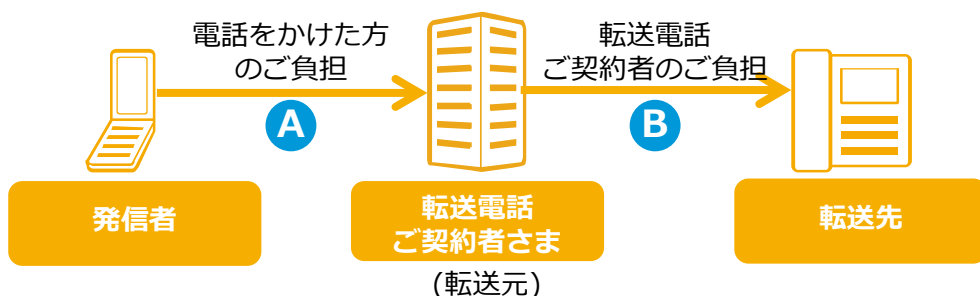 電話をかけた方
のご負担
転送電話
ご契約者のご負担
A
B
発信者
転送電話
ご契約者さま
転送先
(転送元)